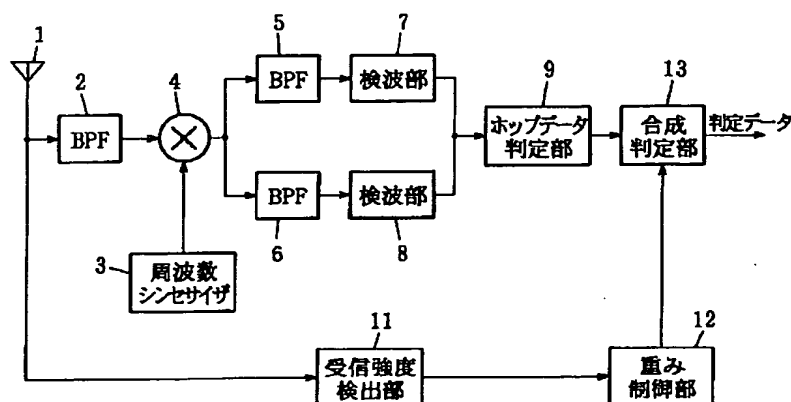 1
2
BPF
4
3
周波数
シンセサイザ
5
BPF
7
検波部
BPF
6
検波部
8
9
ホップデータ
判定部
13
合成
判定部
判定データ
11
受信強度
検出部
12
重み
制御部